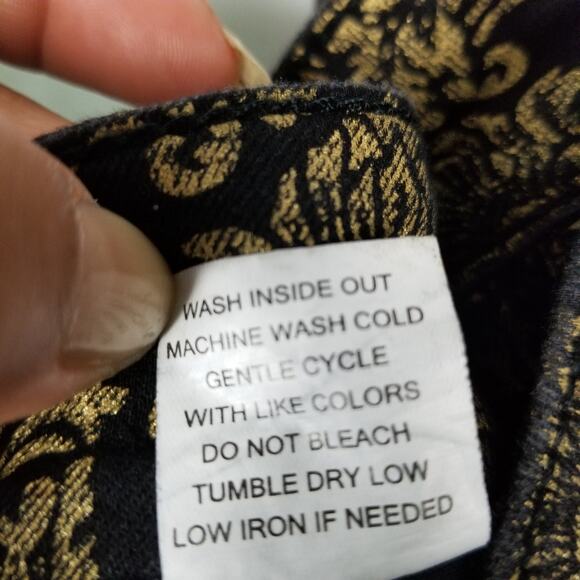 WASH INSIDE OUT
MACHINE WASH COLD
GENTLE CYCLE
WITH LIKE COLORS
DO NOT BLEACH
TUMBLE DRY LOW
LOW IRON IF NEEDED